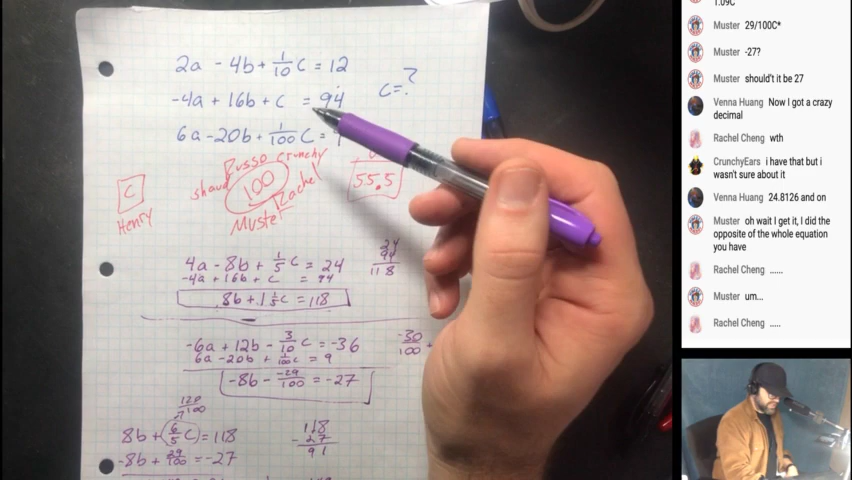 2a - 4b + 1/10 c = 12
-4a + 16b + c = 94
c = ?
6a - 20b + 1/100 c =
Russo Crunchy
shawn 100 Rachel
Muster
55.5
C
Henry
4a - 8b + 1/5 c = 24
-4a + 16b + c = 94
8b + 1 1/5 c = 118
24
94
118
-6a + 12b - 3/10 c = -36
6a - 20b + 1/100 c = 9
-8b - -29/100 = -27
-30/100 +
120/100
8b + 6/5 c = 118
-8b + 29/100 = -27
118
- 27
91
1.09C
Muster 29/100C*
Muster -27?
Muster should't it be 27
Venna Huang Now I got a crazy
decimal
Rachel Cheng wth
CrunchyEars i have that but i
wasn't sure about it
Venna Huang 24.8126 and on
Muster oh wait I get it, I did the
opposite of the whole equation
you have
Rachel Cheng ......
Muster um...
Rachel Cheng .....